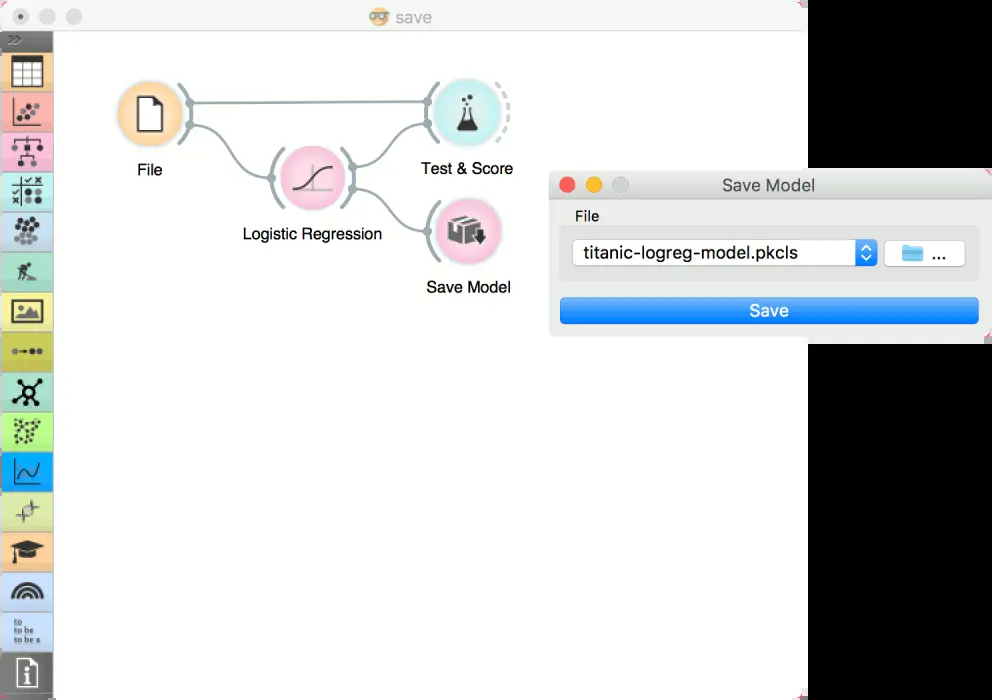 save
File
Test & Score
Logistic Regression
Save Model
Save Model
File
titanic-logreg-model.pkcls
...
Save
to
to be
to be a